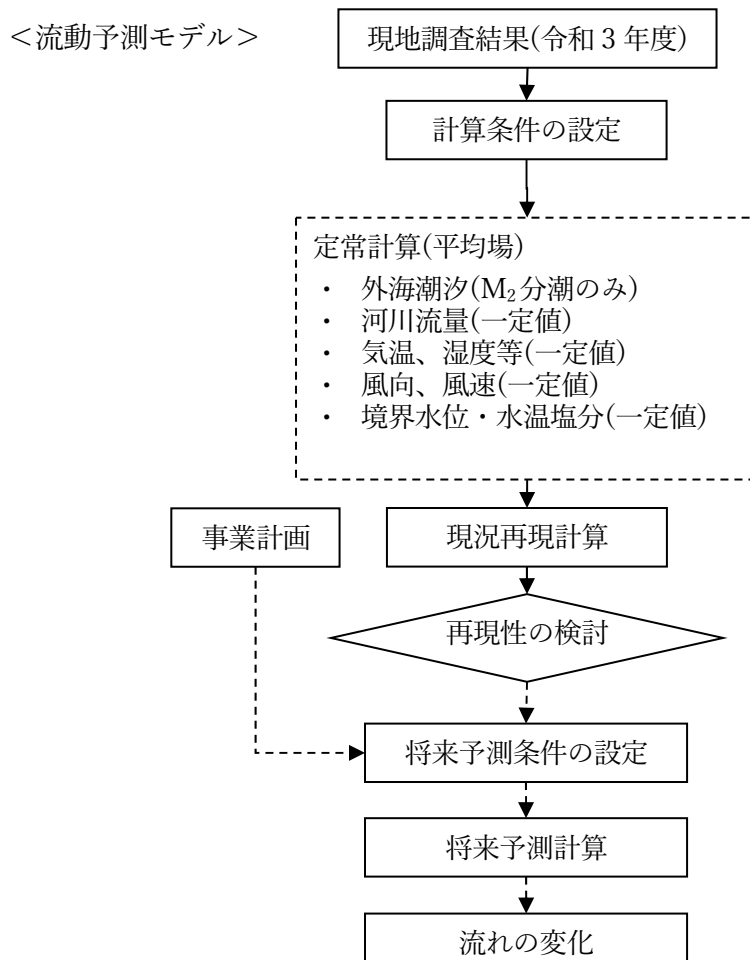 ＜流動予測モデル＞
現地調査結果(令和 3 年度)
計算条件の設定
定常計算(平均場)
・ 外海潮汐(M₂分潮のみ)
・ 河川流量(一定値)
・ 気温、湿度等(一定値)
・ 風向、風速(一定値)
・ 境界水位・水温塩分(一定値)
事業計画
現況再現計算
再現性の検討
将来予測条件の設定
将来予測計算
流れの変化